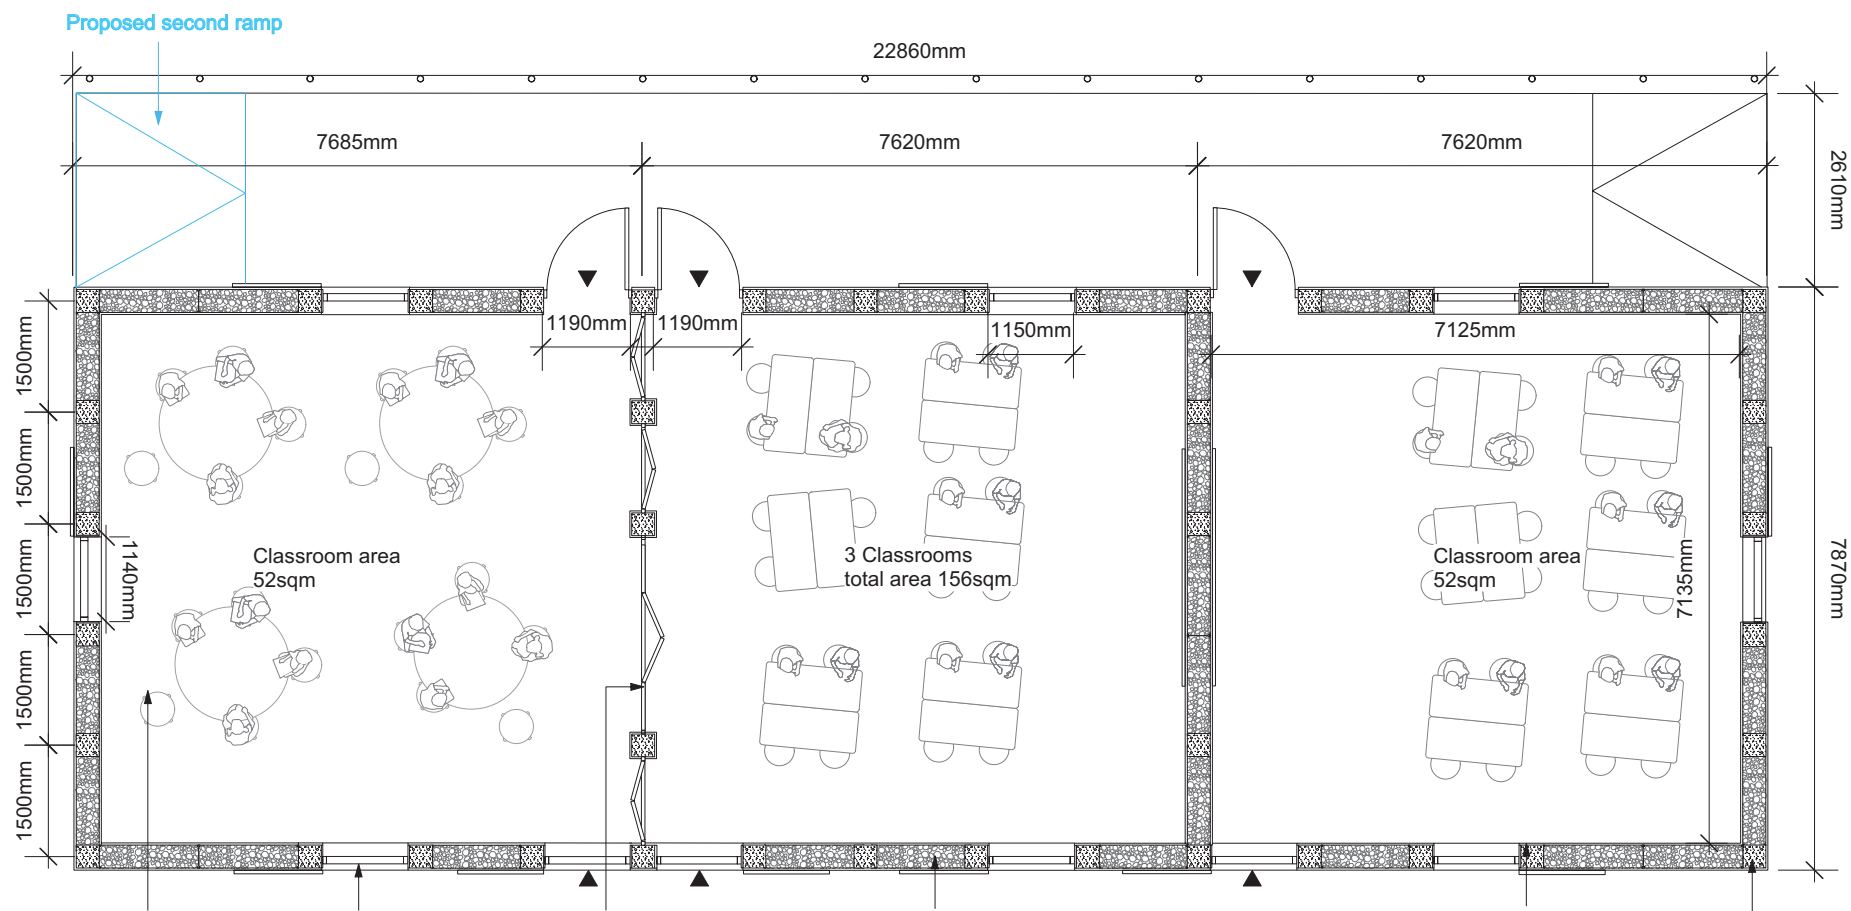 Proposed second ramp
22860mm
7685mm
7620mm
7620mm
2610mm
1190mm
1190mm
1150mm
7125mm
1500mm
1500mm
1500mm
1500mm
1500mm
1140mm
Classroom area
52sqm
3 Classrooms
total area 156sqm
Classroom area
52sqm
7135mm
7870mm